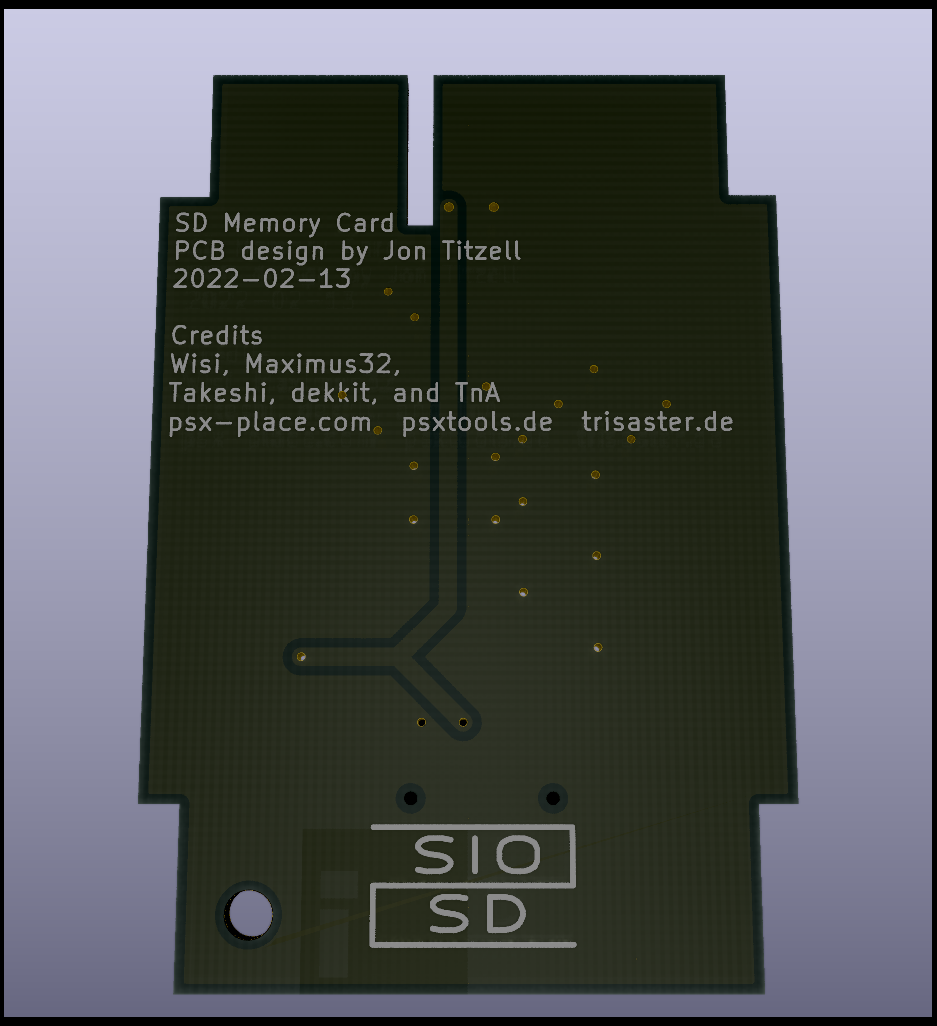 SD Memory Card
PCB design by Jon Titzell
2022-02-13
Credits
Wisi, Maximus32,
Takeshi, dekkit, and TnA
psx-place.com psxtools.de trisaster.de
SIO
SD